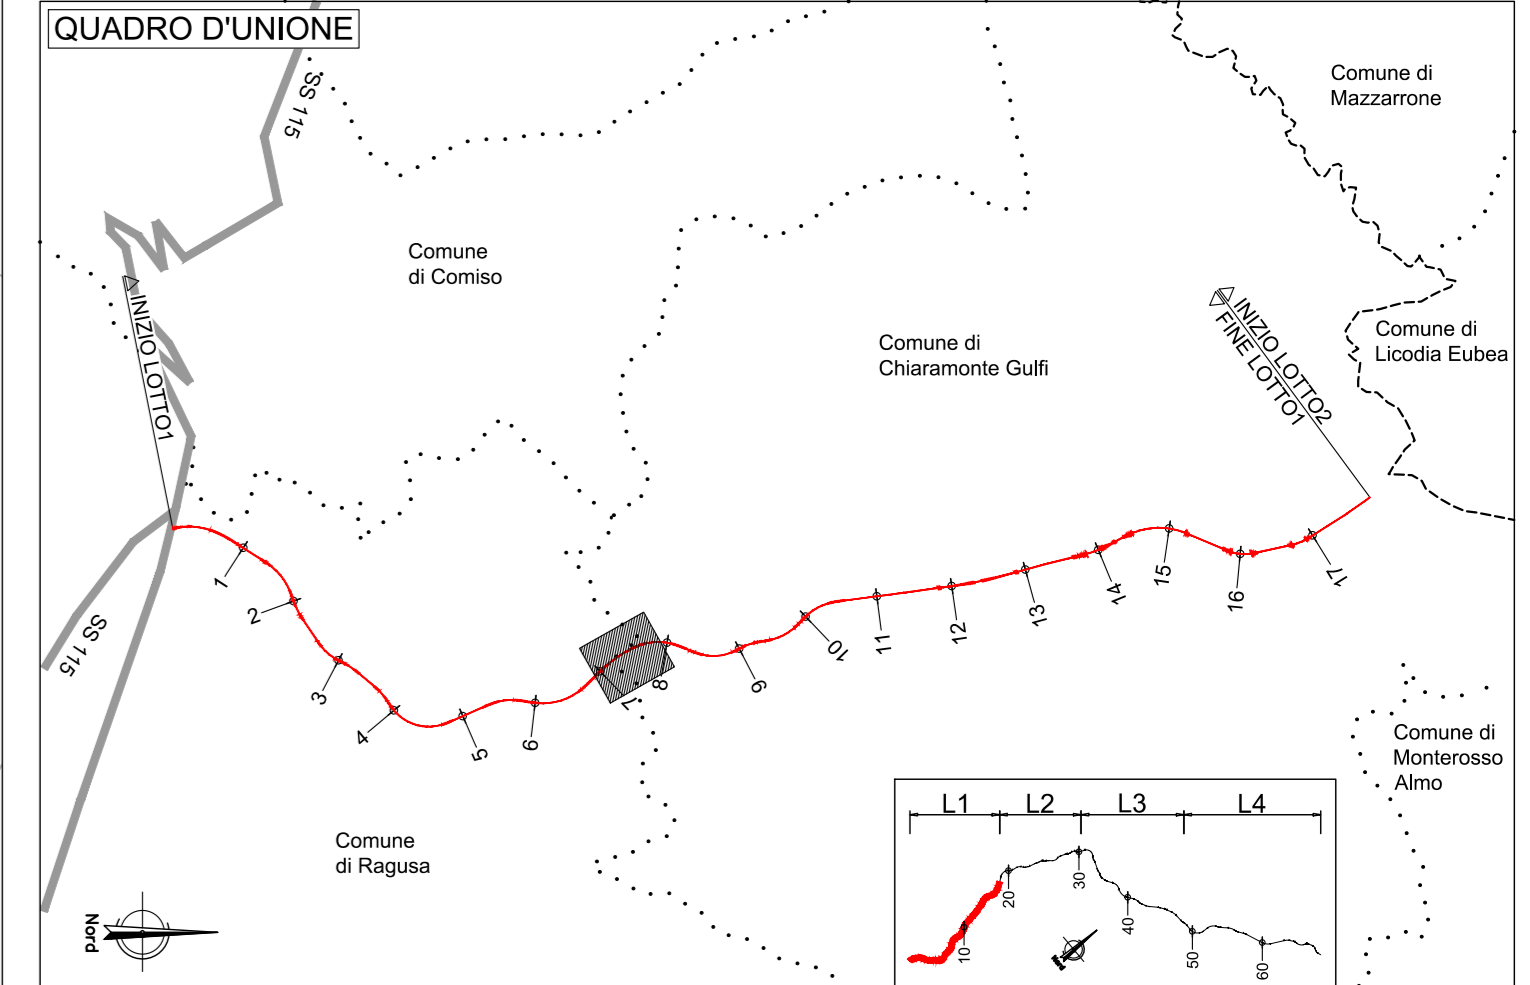 QUADRO D'UNIONE
SS 115
Comune di
Mazzarrone
Comune
di Comiso
INIZIO LOTTO1
Comune di
Chiaramonte Gulfi
INIZIO LOTTO2
FINE LOTTO1
Comune di
Licodia Eubea
SS 115
1
2
3
4
5
6
7
8
9
10
11
12
13
14
15
16
17
Comune
di Ragusa
Comune di
Monterosso
Almo
Nord
L1
L2
L3
L4
10
20
30
40
50
60
Nord